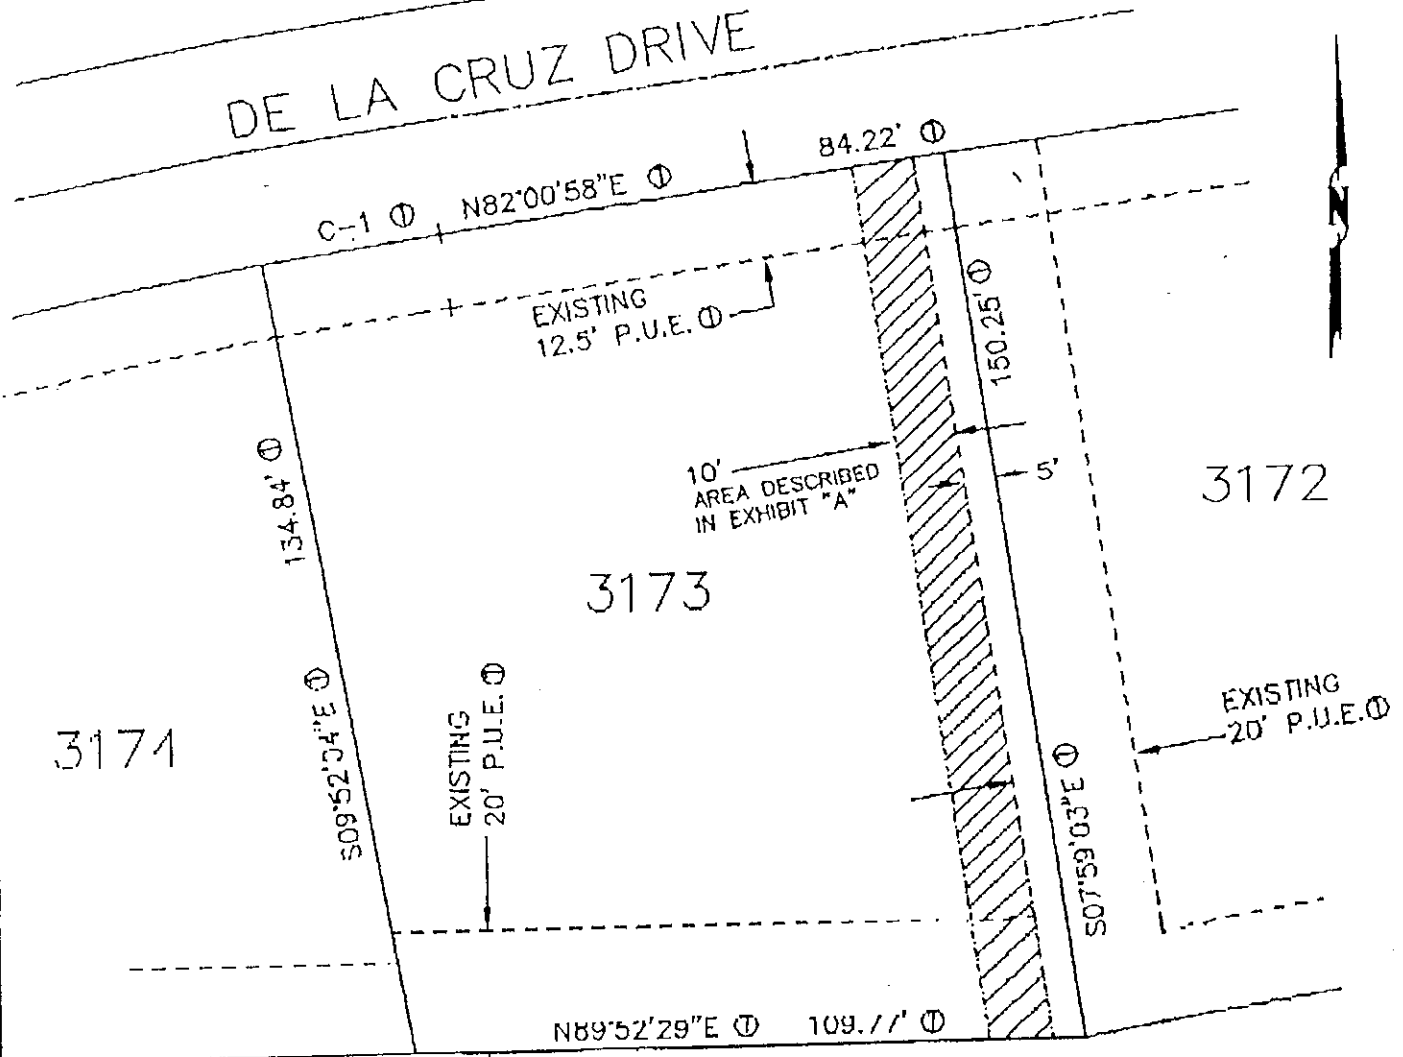 DE LA CRUZ DRIVE
84.22' ①
C-1 ① N82°00'58"E ①
N
EXISTING
12.5' P.U.E. ①
150.25' ①
134.84' ①
10'
AREA DESCRIBED
IN EXHIBIT "A"
5'
3172
3173
EXISTING
20' P.U.E. ①
EXISTING
20' P.U.E. ①
3174
S09°52'04"E ①
S07°59'03"E ①
N89°52'29"E ① 109.77' ①